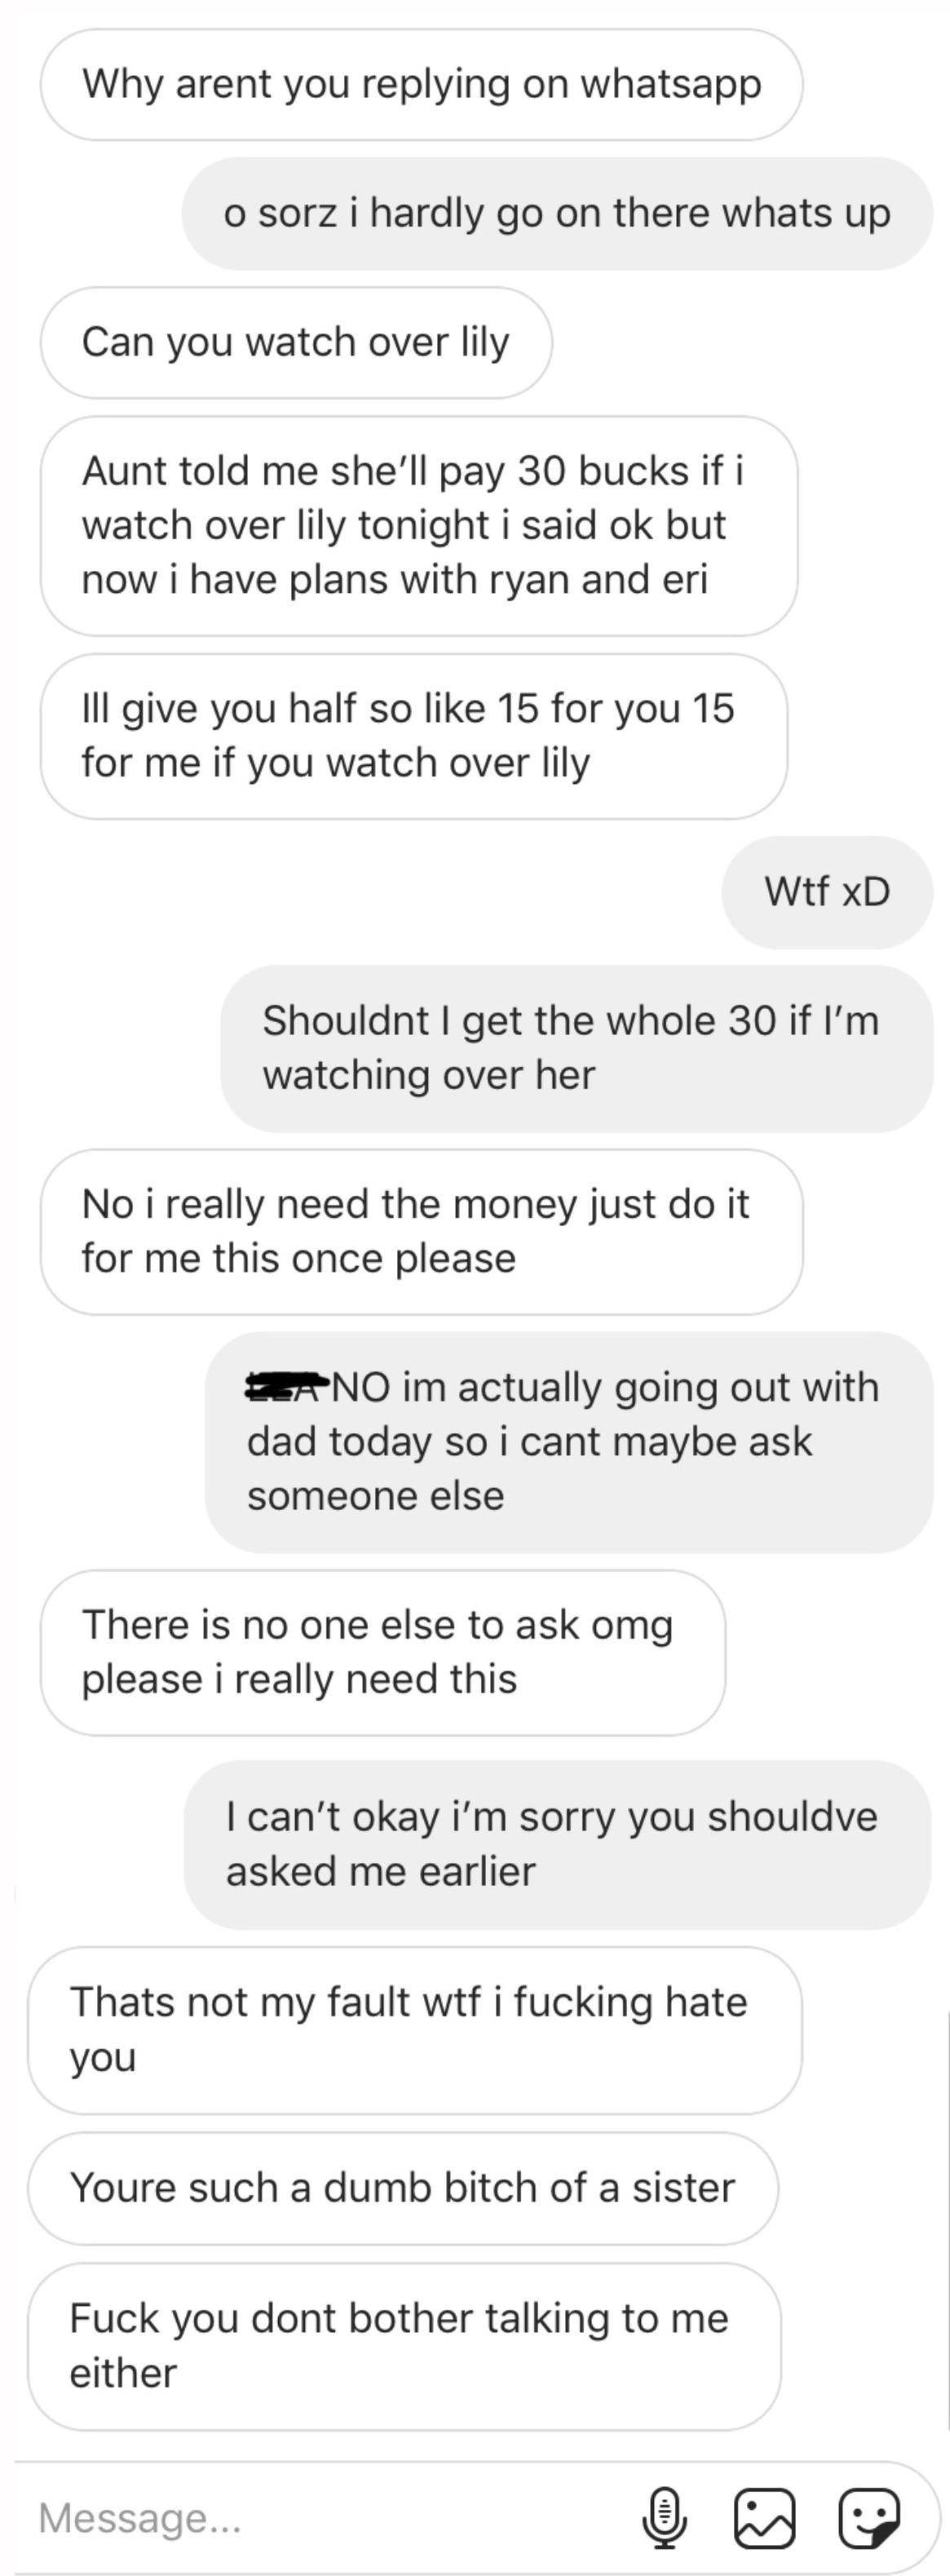 Why arent you replying on whatsapp
o sorz i hardly go on there whats up
Can you watch over lily
Aunt told me she’ll pay 30 bucks if i
watch over lily tonight i said ok but
now i have plans with ryan and eri
Ill give you half so like 15 for you 15
for me if you watch over lily
Wtf xD
Shouldnt I get the whole 30 if I’m
watching over her
No i really need the money just do it
for me this once please
NO im actually going out with
dad today so i cant maybe ask
someone else
There is no one else to ask omg
please i really need this
I can’t okay i’m sorry you shouldve
asked me earlier
Thats not my fault wtf i fucking hate
you
Youre such a dumb bitch of a sister
Fuck you dont bother talking to me
either
Message...